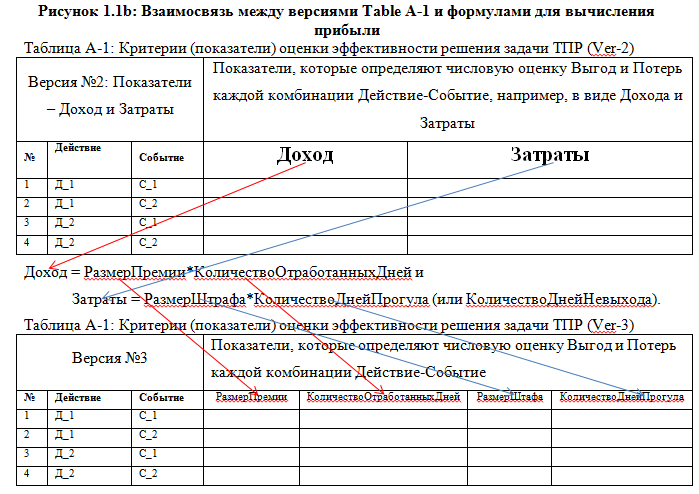 Рисунок 1.1b: Взаимосвязь между версиями Table A-1 и формулами для вычисления
прибыли
Таблица А-1: Критерии (показатели) оценки эффективности решения задачи ТПР (Ver-2)
Версия №2: Показатели
– Доход и Затраты
Показатели, которые определяют числовую оценку Выгод и Потерь
каждой комбинации Действие-Событие, например, в виде Дохода и
Затраты
№ Действие Событие Доход Затраты
1 Д_1 С_1
2 Д_1 С_2
3 Д_2 С_1
4 Д_2 С_2
Доход = РазмерПремии*КоличествоОтработанныхДней и
Затраты = РазмерШтрафа*КоличествоДнейПрогула (или КоличествоДнейНевыхода).
Таблица А-1: Критерии (показатели) оценки эффективности решения задачи ТПР (Ver-3)
Версия №3
Показатели, которые определяют числовую оценку Выгод и Потерь
каждой комбинации Действие-Событие
№ Действие Событие РазмерПремии КоличествоОтработанныхДней РазмерШтафа КоличествоДнейПрогула
1 Д_1 С_1
2 Д_1 С_2
3 Д_2 С_1
4 Д_2 С_2